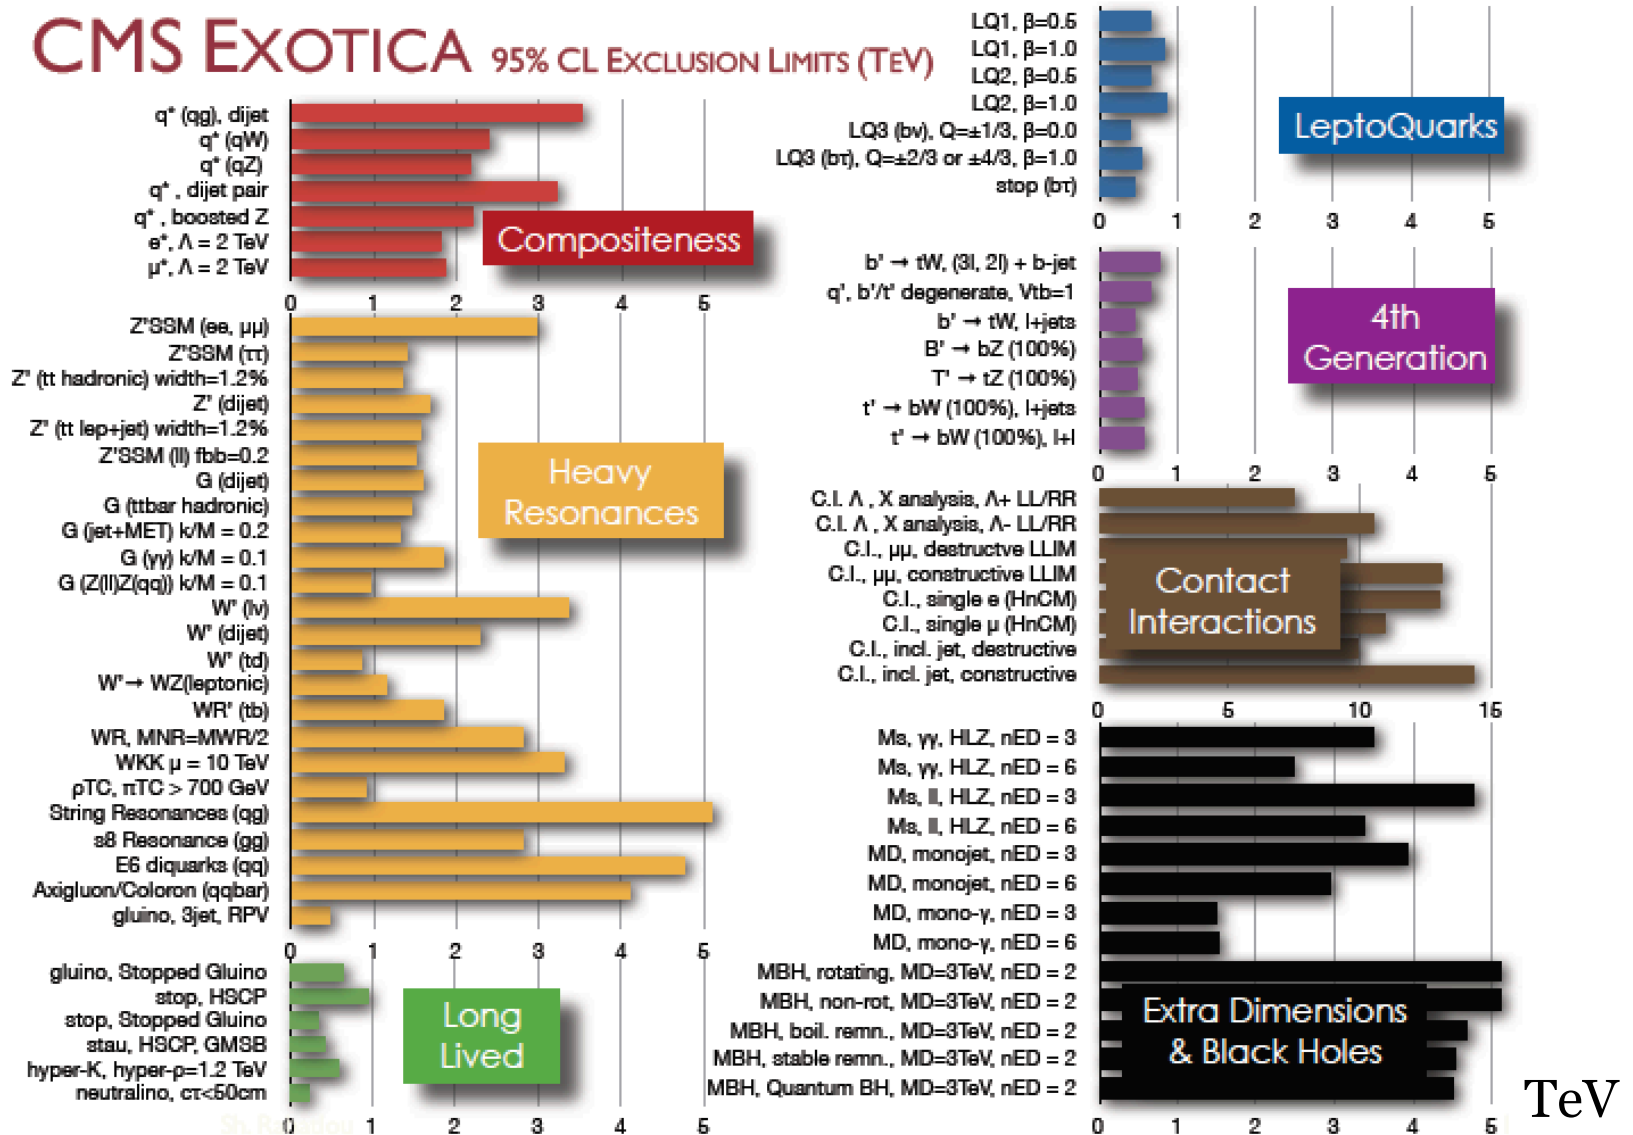 CMS EXOTICA 95% CL EXCLUSION LIMITS (TEV)
q* (qg), dijet
q* (qW)
q* (qZ)
q* , dijet pair
q* , boosted Z
e*, Λ = 2 TeV
μ*, Λ = 2 TeV
Compositeness
0 1 2 3 4 5
Z'SSM (ee, μμ)
Z'SSM (ττ)
Z' (tt hadronic) width=1.2%
Z' (dijet)
Z' (tt lep+jet) width=1.2%
Z'SSM (ll) fbb=0.2
G (dijet)
G (ttbar hadronic)
G (jet+MET) k/M = 0.2
G (γγ) k/M = 0.1
G (Z(ll)Z(qq)) k/M = 0.1
W' (lν)
W' (dijet)
W' (td)
W'→ WZ(leptonic)
WR' (tb)
WR, MNR=MWR/2
WKK μ = 10 TeV
ρTC, πTC > 700 GeV
String Resonances (qg)
s8 Resonance (gg)
E6 diquarks (qq)
Axigluon/Coloron (qqbar)
gluino, 3jet, RPV
Heavy
Resonances
0 1 2 3 4 5
gluino, Stopped Gluino
stop, HSCP
stop, Stopped Gluino
stau, HSCP, GMSB
hyper-K, hyper-ρ=1.2 TeV
neutralino, cτ<50cm
Long
Lived
0 1 2 3 4 5
LQ1, β=0.5
LQ1, β=1.0
LQ2, β=0.5
LQ2, β=1.0
LQ3 (bν), Q=±1/3, β=0.0
LQ3 (bτ), Q=±2/3 or ±4/3, β=1.0
stop (bτ)
LeptoQuarks
0 1 2 3 4 5
b' → tW, (3l, 2l) + b-jet
q', b'/t' degenerate, Vtb=1
b' → tW, l+jets
B' → bZ (100%)
T' → tZ (100%)
t' → bW (100%), l+jets
t' → bW (100%), l+l
4th
Generation
0 1 2 3 4 5
C.I. Λ , X analysis, Λ+ LL/RR
C.I. Λ , X analysis, Λ- LL/RR
C.I., μμ, destructve LLIM
C.I., μμ, constructive LLIM
C.I., single e (HnCM)
C.I., single μ (HnCM)
C.I., incl. jet, destructive
C.I., incl. jet, constructive
Contact
Interactions
0 5 10 15
Ms, γγ, HLZ, nED = 3
Ms, γγ, HLZ, nED = 6
Ms, ll, HLZ, nED = 3
Ms, ll, HLZ, nED = 6
MD, monojet, nED = 3
MD, monojet, nED = 6
MD, mono-γ, nED = 3
MD, mono-γ, nED = 6
MBH, rotating, MD=3TeV, nED = 2
MBH, non-rot, MD=3TeV, nED = 2
MBH, boil. remn., MD=3TeV, nED = 2
MBH, stable remn., MD=3TeV, nED = 2
MBH, Quantum BH, MD=3TeV, nED = 2
Extra Dimensions
& Black Holes
0 1 2 3 4 5
TeV